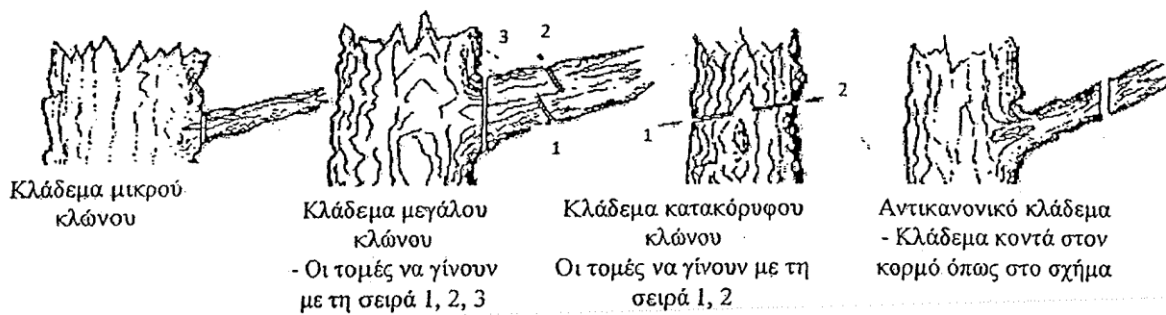 3
2
1
1
2
Κλάδεμα μικρού
κλώνου
Κλάδεμα μεγάλου
κλώνου
- Οι τομές να γίνουν
με τη σειρά 1, 2, 3
Κλάδεμα κατακόρυφου
κλώνου
Οι τομές να γίνουν με τη
σειρά 1, 2
Αντικανονικό κλάδεμα
- Κλάδεμα κοντά στον
κορμό όπως στο σχήμα